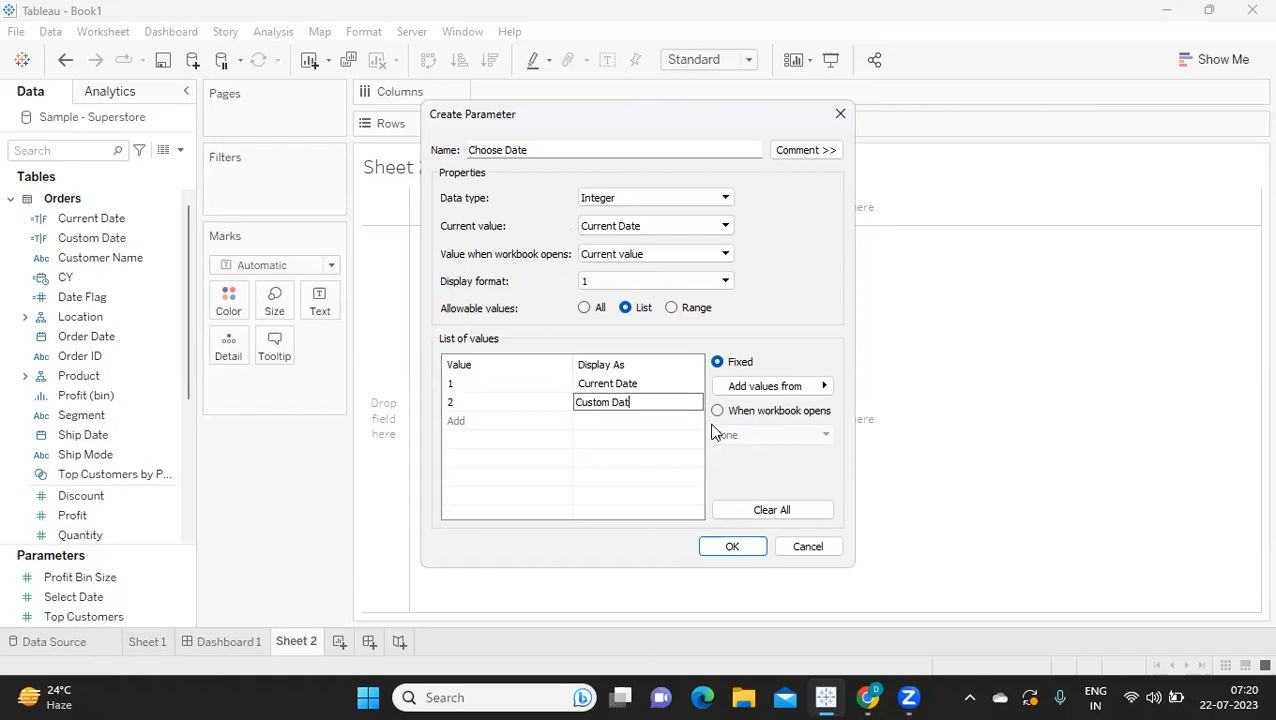 Tableau - Book1
File Data Worksheet Dashboard Story Analysis Map Format Server Window Help
Standard
Show Me
Data Analytics
Pages
Columns
Sample - Superstore
Rows
Search
Filters
Sheet
Tables
Orders
Current Date
Custom Date
Customer Name
CY
Date Flag
Location
Order Date
Order ID
Product
Profit (bin)
Segment
Ship Date
Ship Mode
Top Customers by P...
Discount
Profit
Quantity
Parameters
Profit Bin Size
Select Date
Top Customers
Marks
Automatic
Color Size Text
Detail Tooltip
Drop
field
here
Create Parameter
Name: Choose Date
Comment >>
Properties
Data type: Integer
Current value: Current Date
Value when workbook opens: Current value
Display format: 1
Allowable values: All List Range
List of values
Value Display As
1 Current Date
2 Custom Dat
Add
Fixed
Add values from
When workbook opens
Clear All
OK Cancel
here
here
Data Source Sheet 1 Dashboard 1 Sheet 2
24°C
Haze
Search
ENG
IN
07:20
22-07-2023